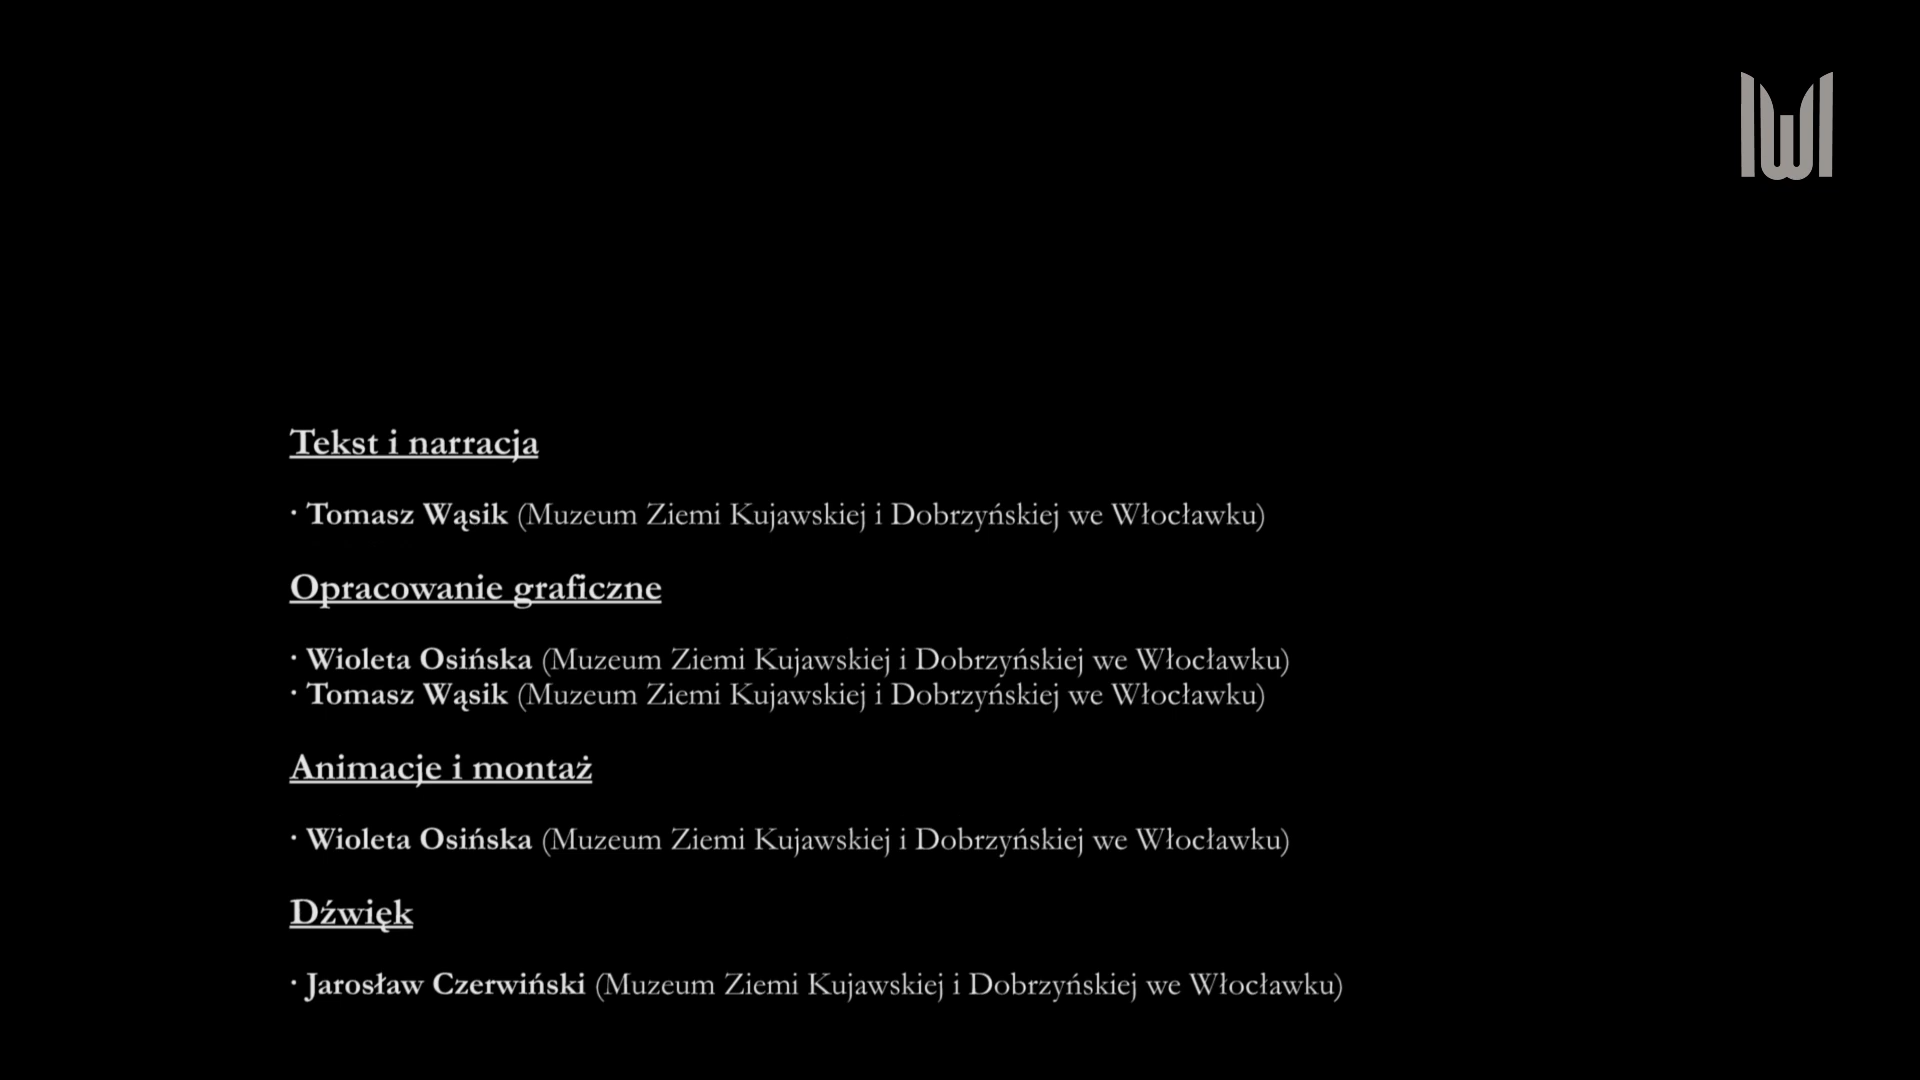 Tekst i narracja
· Tomasz Wąsik (Muzeum Ziemi Kujawskiej i Dobrzyńskiej we Włocławku)
Opracowanie graficzne
· Wioleta Osińska (Muzeum Ziemi Kujawskiej i Dobrzyńskiej we Włocławku)
· Tomasz Wąsik (Muzeum Ziemi Kujawskiej i Dobrzyńskiej we Włocławku)
Animacje i montaż
· Wioleta Osińska (Muzeum Ziemi Kujawskiej i Dobrzyńskiej we Włocławku)
Dźwięk
· Jarosław Czerwiński (Muzeum Ziemi Kujawskiej i Dobrzyńskiej we Włocławku)